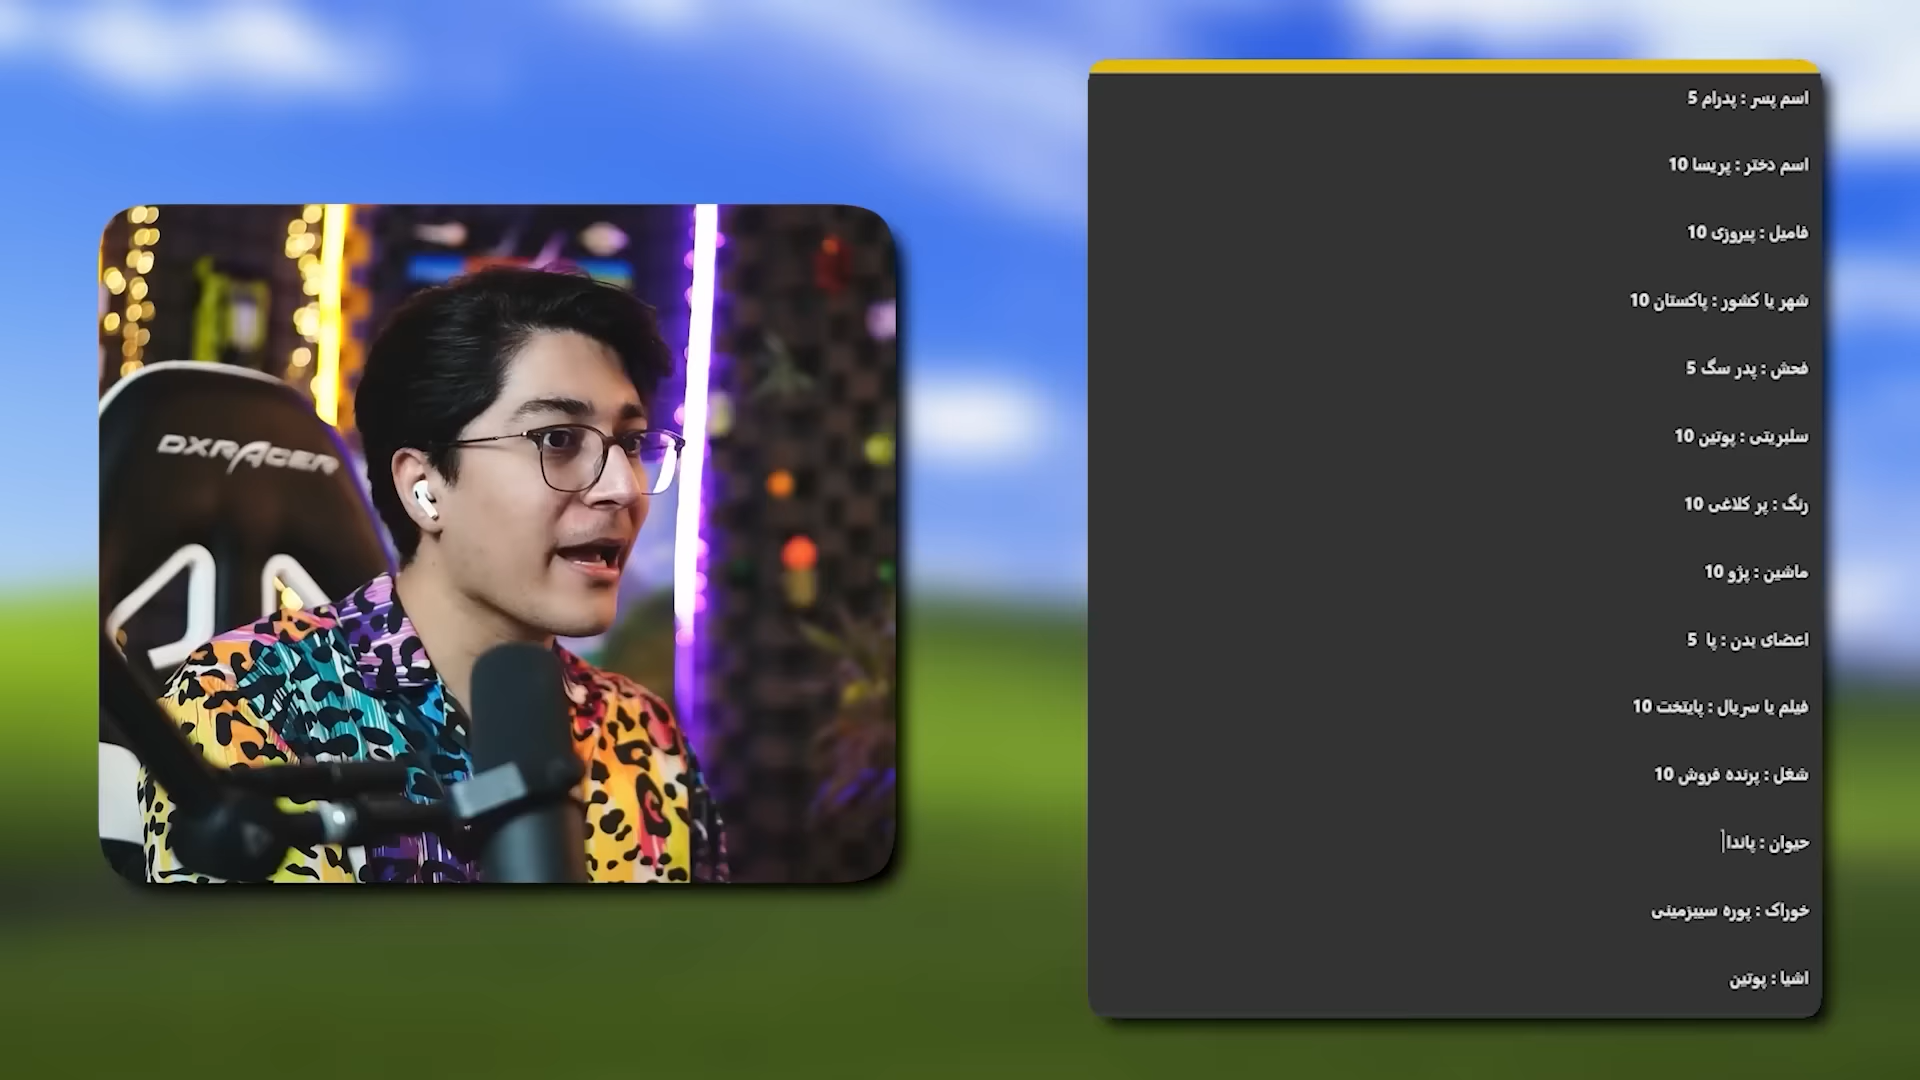 DXRACER
اسم پسر : پدرام 5
اسم دختر : پریسا 10
فامیل : پیروزی 10
شهر یا کشور : پاکستان 10
فحش : پدر سگ 5
سلبریتی : پوتین 10
رنگ : پر کلاغی 10
ماشین : پژو 10
اعضای بدن : پا 5
فیلم یا سریال : پایتخت 10
شغل : پرنده فروش 10
حیوان : پاندا
خوراک : پوره سیبزمینی
اشیا : پوتین